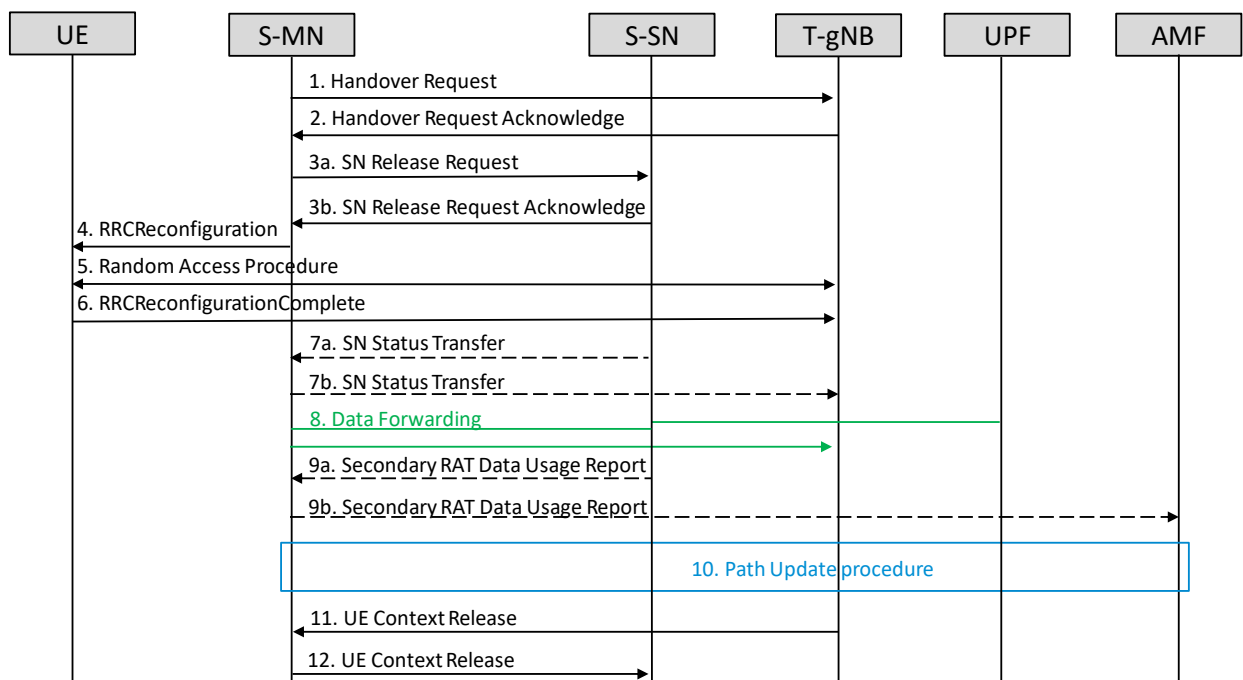 UE
S-MN
S-SN
T-gNB
UPF
AMF
1. Handover Request
2. Handover Request Acknowledge
3a. SN Release Request
3b. SN Release Request Acknowledge
4. RRCReconfiguration
5. Random Access Procedure
6. RRCReconfigurationComplete
7a. SN Status Transfer
7b. SN Status Transfer
8. Data Forwarding
9a. Secondary RAT Data Usage Report
9b. Secondary RAT Data Usage Report
10. Path Update procedure
11. UE Context Release
12. UE Context Release